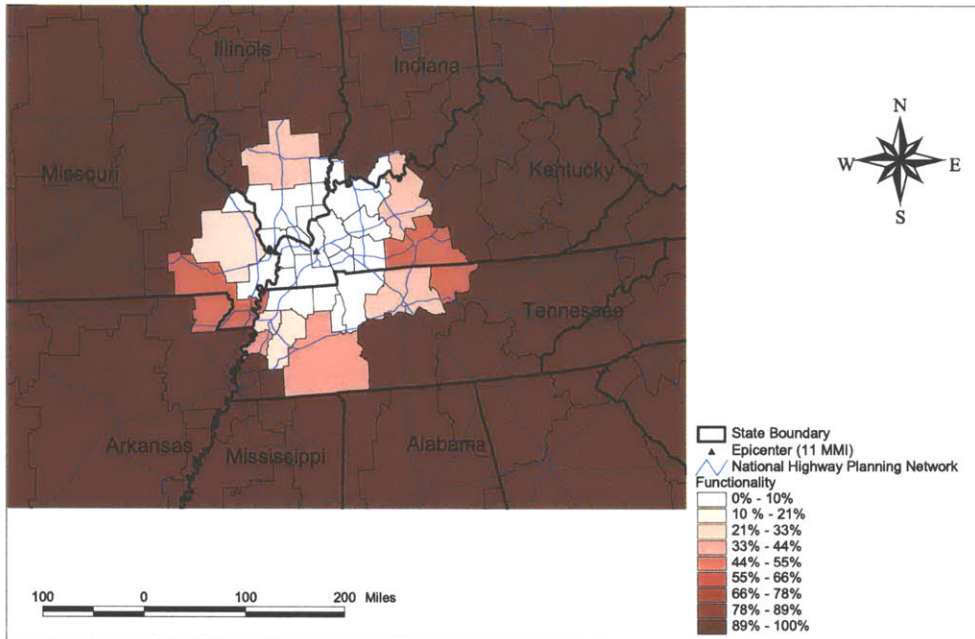 Illinois
Indiana
Missouri
Kentucky
Tennessee
Arkansas
Mississippi
Alabama
N
W
E
S
State Boundary
Epicenter (11 MMI)
National Highway Planning Network
Functionality
0% - 10%
10 % - 21%
21% - 33%
33% - 44%
44% - 55%
55% - 66%
66% - 78%
78% - 89%
89% - 100%
100 0 100 200 Miles